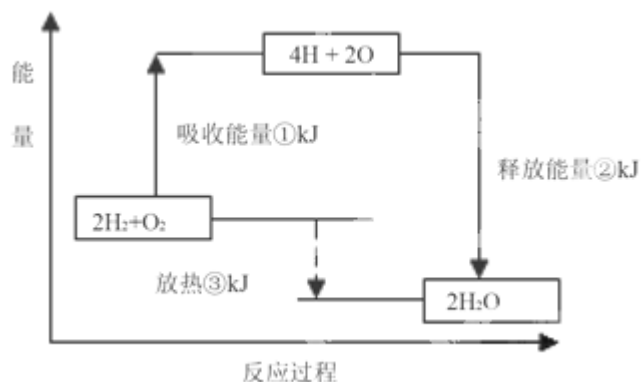 能
量
4H + 2O
吸收能量①kJ
释放能量②kJ
2H₂+O₂
放热③kJ
2H₂O
反应过程